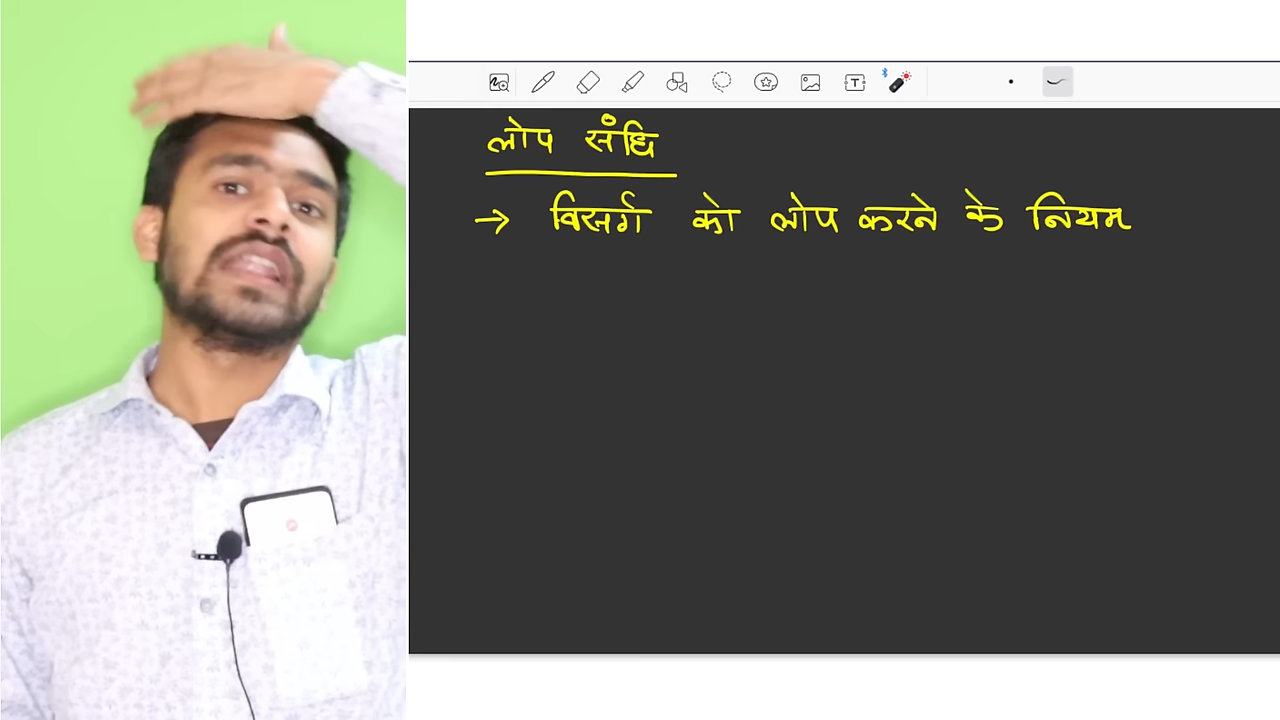 लोप संधि
→ विसर्ग को लोप करने के नियम